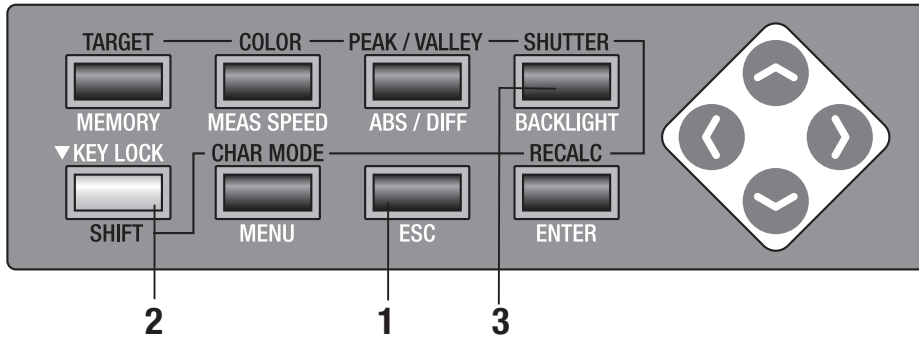 TARGET COLOR PEAK / VALLEY SHUTTER
MEMORY MEAS SPEED ABS / DIFF BACKLIGHT
▼KEY LOCK CHAR MODE RECALC
SHIFT MENU ESC ENTER
2 1 3
3